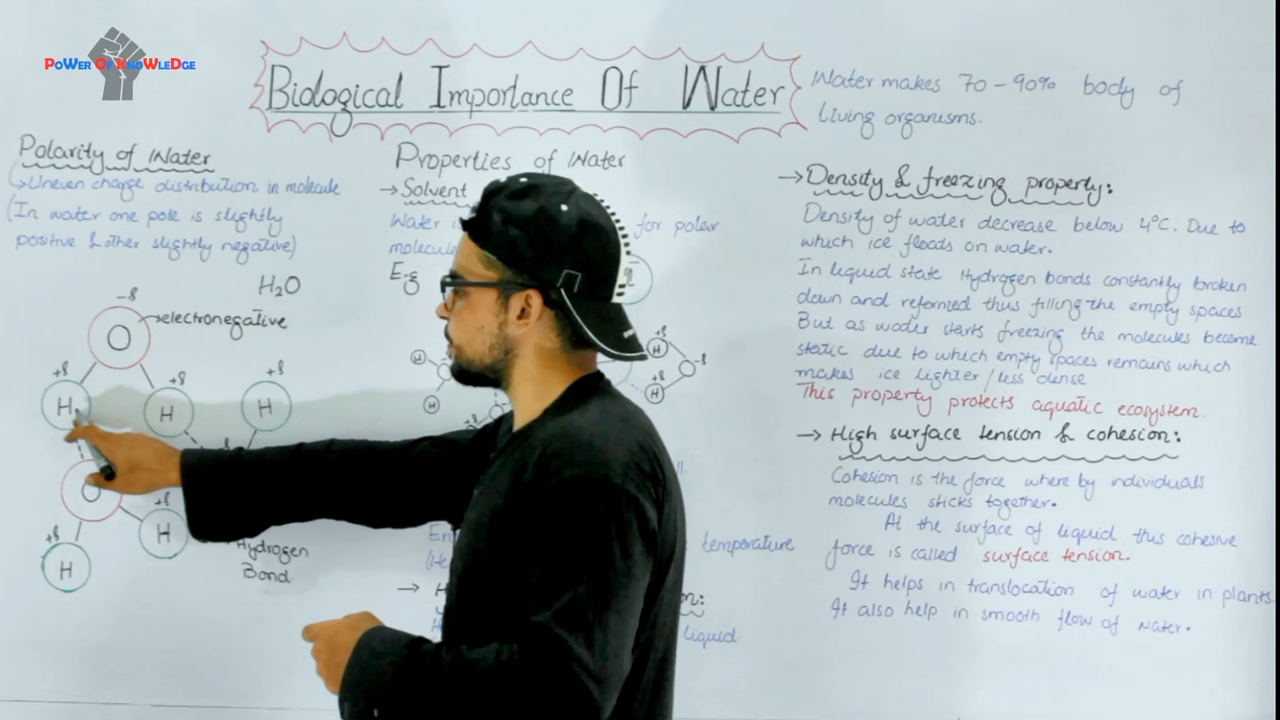 PoWer Of KnoWleDge
Biological Importance Of Water
Water makes 70-90% body of
Living organisms.
Polarity of Water
↳Uneven charge distribution in molecule
(In water one pole is slightly
positive & other slightly negative)
H₂O
-δ
O →electronegative
+δ +δ +δ
H H H
O
+δ
H
+δ
H
Hydrogen
Bond
Properties of Water
→Solvent
Water is for polar
molecule
E.g
H
H
+δ
H
-δ
+δ
H
temperature
→
liquid
→Density & freezing property:
Density of water decrease below 4°C. Due to
which ice floads on water.
In liquid state Hydrogen bonds constantly broken
down and reformed thus filling the empty spaces
But as water starts freezing the molecules become
static due to which empty spaces remains which
makes ice lighter/less dense
This property protects aquatic ecosystem.
→ High surface tension & cohesion:
Cohesion is the force where by individuals
molecules sticks together.
At the surface of liquid this cohesive
force is called surface tension.
It helps in translocation of water in plants.
It also help in smooth flow of water.